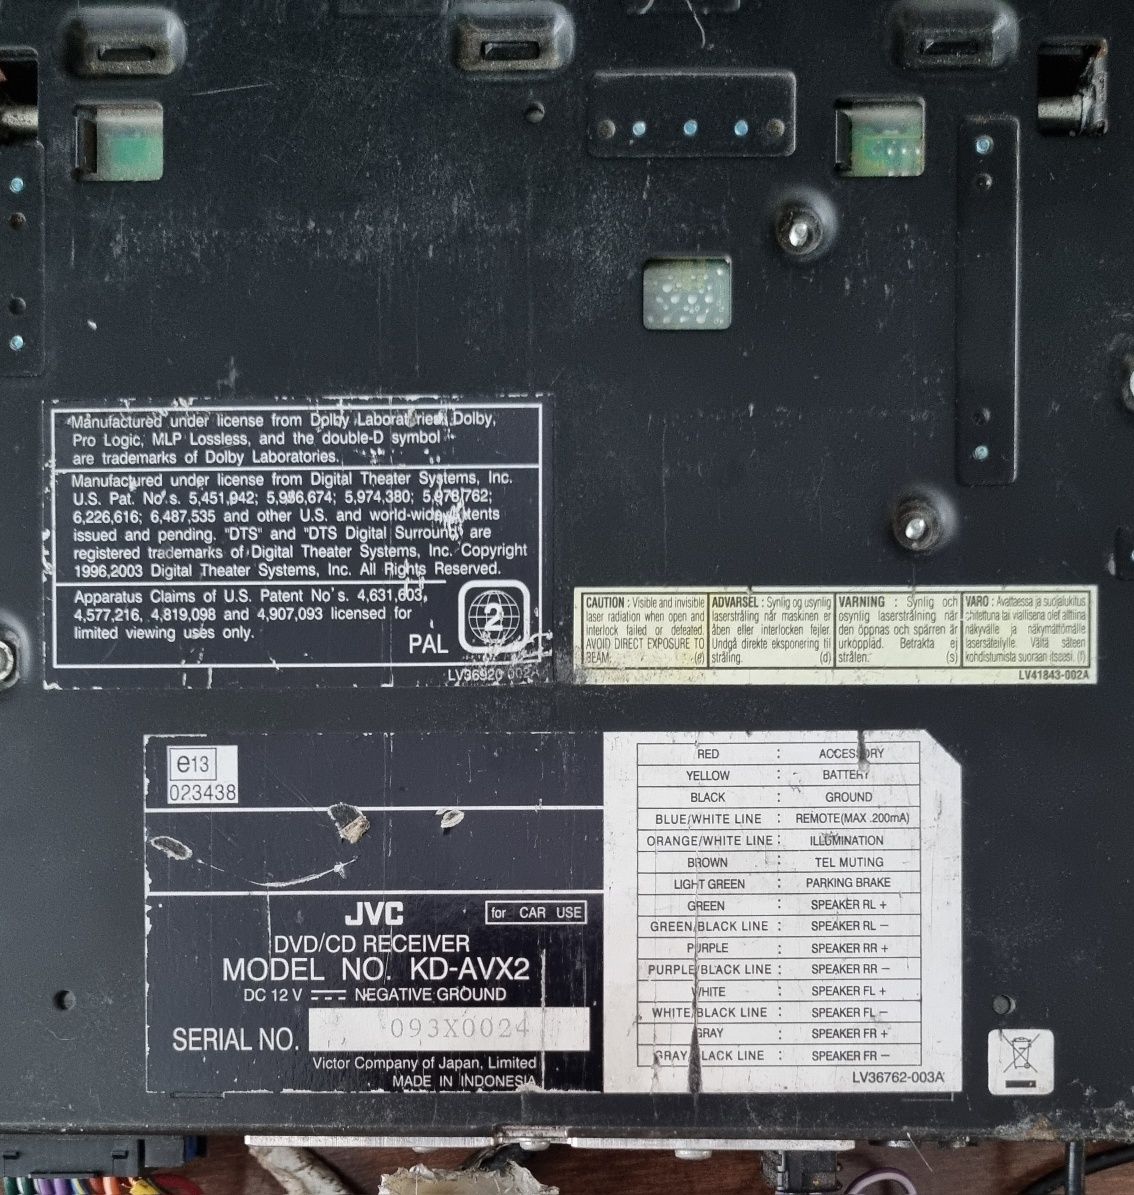 Manufactured under license from Dolby Laboratories. Dolby,
Pro Logic, MLP Lossless, and the double-D symbol
are trademarks of Dolby Laboratories.
Manufactured under license from Digital Theater Systems, Inc.
U.S. Pat. No's. 5,451,942; 5,956,674; 5,974,380; 5,978,762;
6,226,616; 6,487,535 and other U.S. and world-wide patents
issued and pending. "DTS" and "DTS Digital Surround" are
registered trademarks of Digital Theater Systems, Inc. Copyright
1996,2003 Digital Theater Systems, Inc. All Rights Reserved.
Apparatus Claims of U.S. Patent No's. 4,631,603,
4,577,216, 4,819,098 and 4,907,093 licensed for
limited viewing uses only.
PAL 2
LV36920-002A
CAUTION : Visible and invisible
laser radiation when open and
interlock failed or defeated.
AVOID DIRECT EXPOSURE TO
BEAM. (e)
ADVARSEL : Synlig og usynlig
laserstråling når maskinen er
åben eller interlocken fejler.
Undgå direkte eksponering til
stråling. (d)
VARNING : Synlig och
osynlig laserstrålning när
den öppnas och spärren är
urkopplad. Betrakta ej
strålen. (s)
VARO : Avattaessa ja suojalukitus
ohitettuna tai viallisena olet alttiina
näkyvälle ja näkymättömälle
lasersäteilylle. Vältä säteen
kohdistumista suoraan itseesi. (f)
LV41843-002A
e13
023438
JVC for CAR USE
DVD/CD RECEIVER
MODEL NO. KD-AVX2
DC 12 V NEGATIVE GROUND
SERIAL NO. 093X0024
Victor Company of Japan, Limited
MADE IN INDONESIA
RED : ACCESSORY
YELLOW : BATTERY
BLACK : GROUND
BLUE/WHITE LINE : REMOTE(MAX .200mA)
ORANGE/WHITE LINE : ILLUMINATION
BROWN : TEL MUTING
LIGHT GREEN : PARKING BRAKE
GREEN : SPEAKER RL +
GREEN/BLACK LINE : SPEAKER RL −
PURPLE : SPEAKER RR +
PURPLE/BLACK LINE : SPEAKER RR −
WHITE : SPEAKER FL +
WHITE/BLACK LINE : SPEAKER FL −
GRAY : SPEAKER FR +
GRAY/BLACK LINE : SPEAKER FR −
LV36762-003A